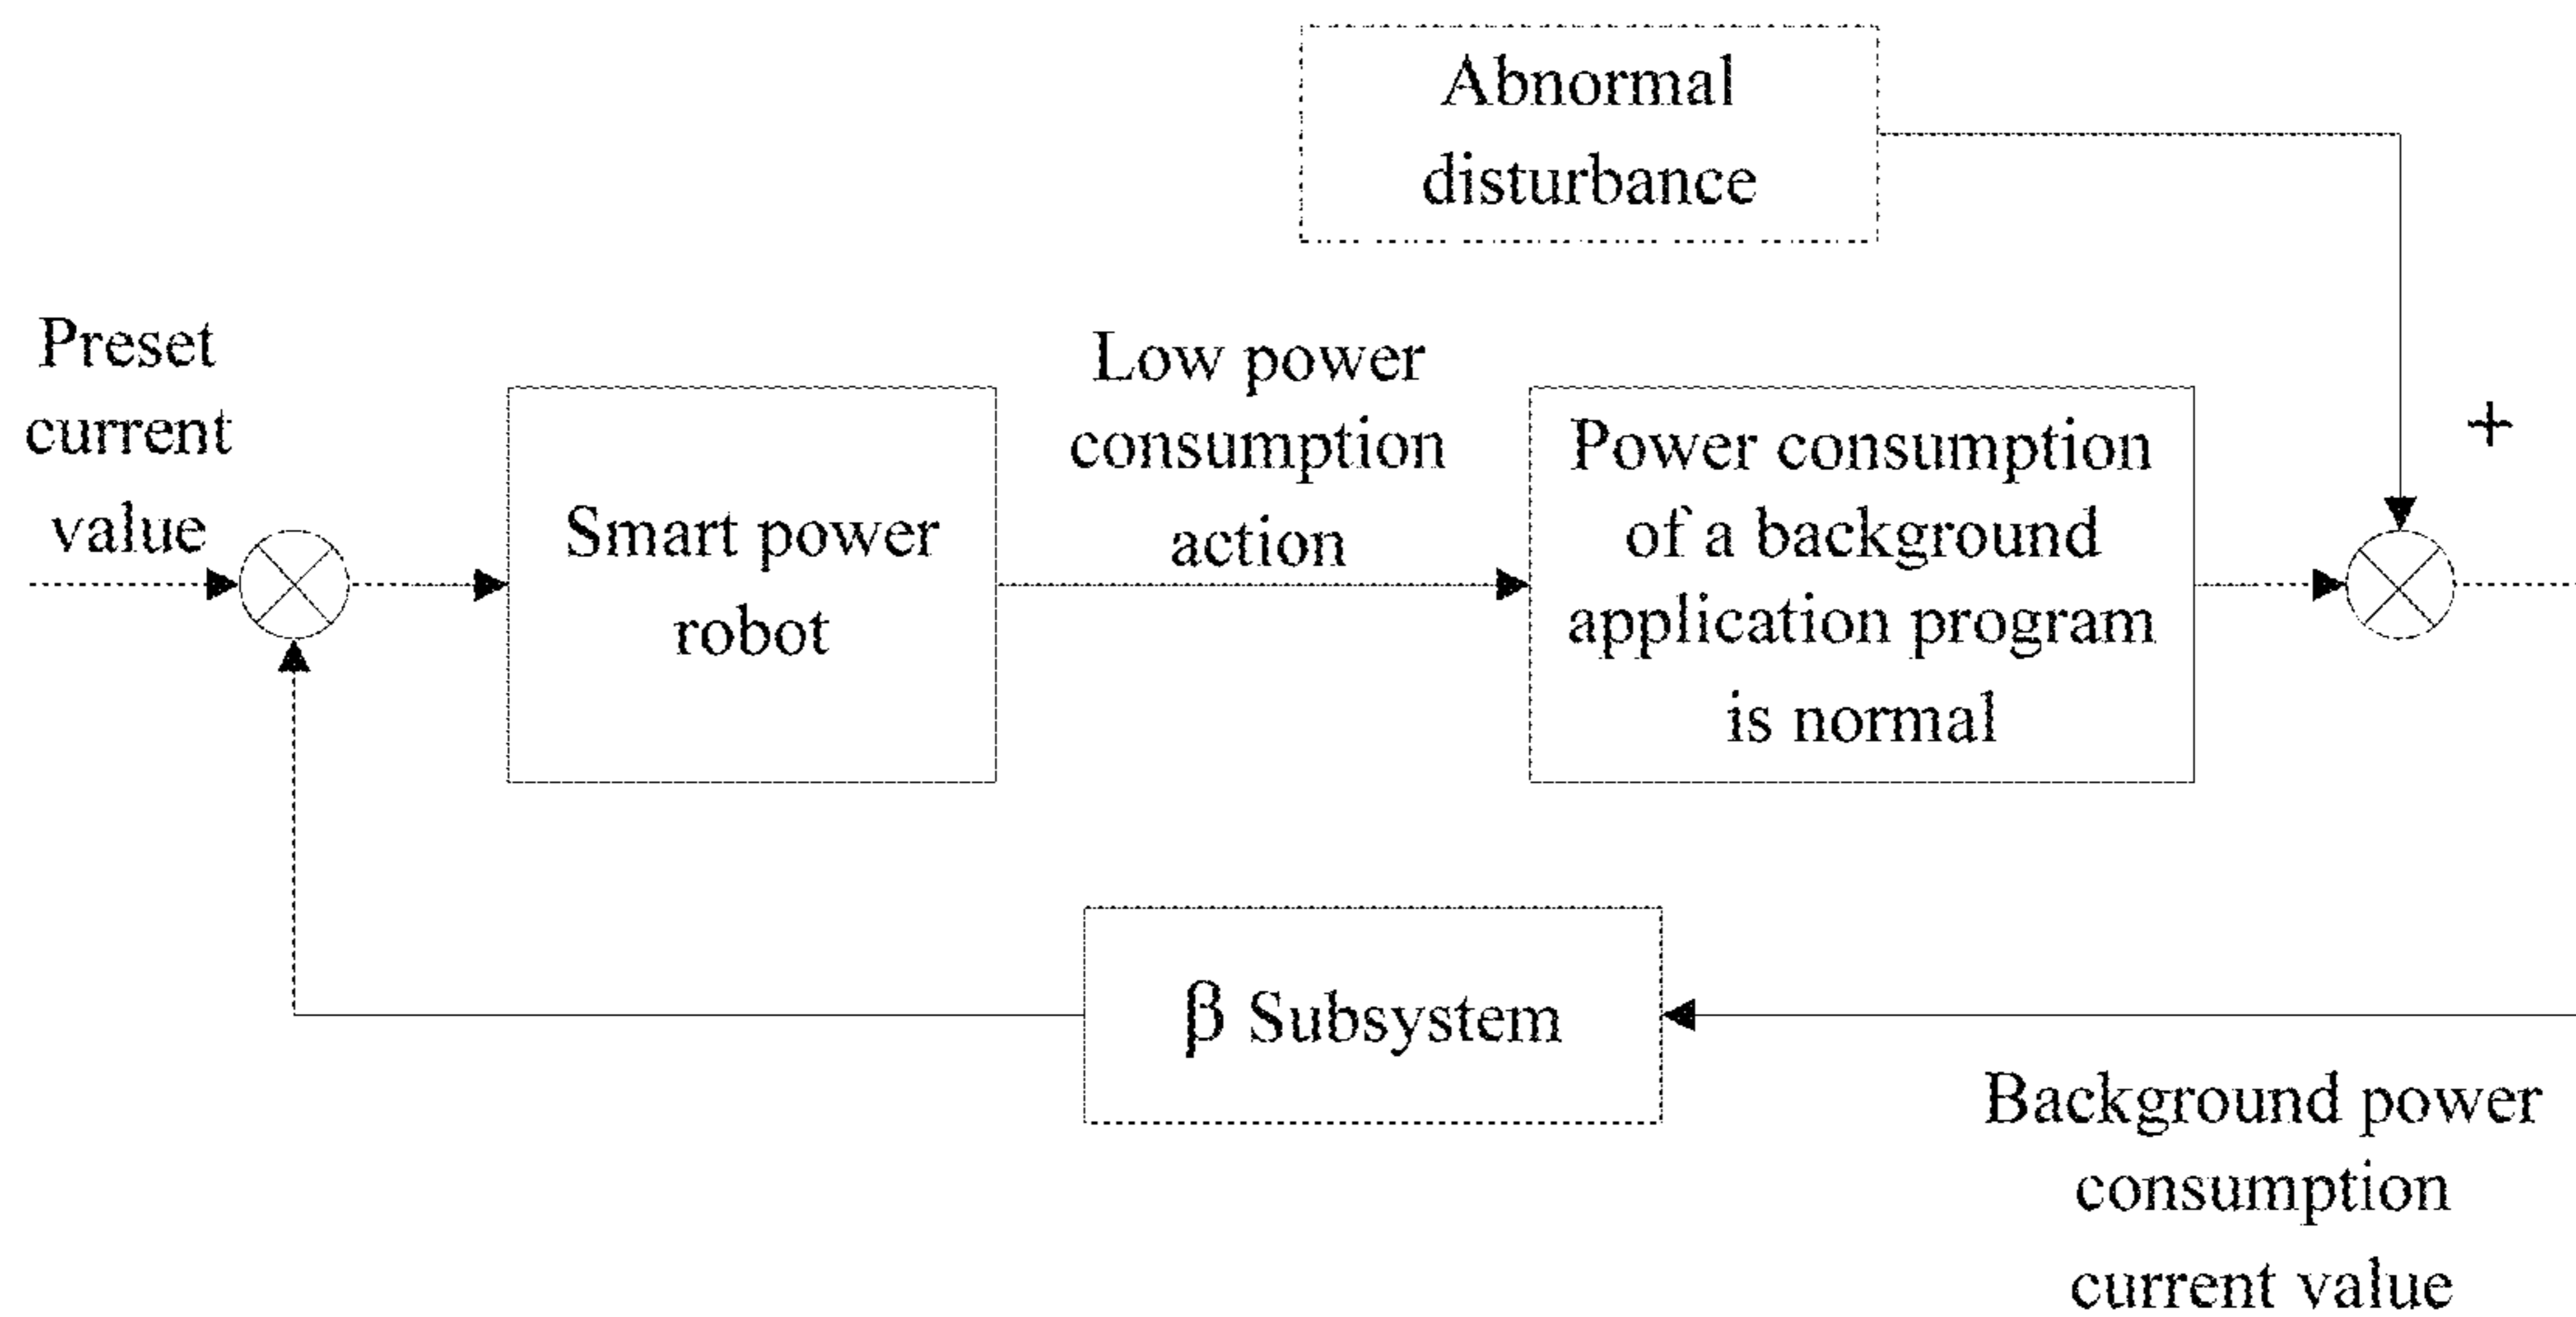 Abnormal
disturbance
Preset
current
value
Smart power
robot
Low power
consumption
action
Power consumption
of a background
application program
is normal
+
β Subsystem
Background power
consumption
current value